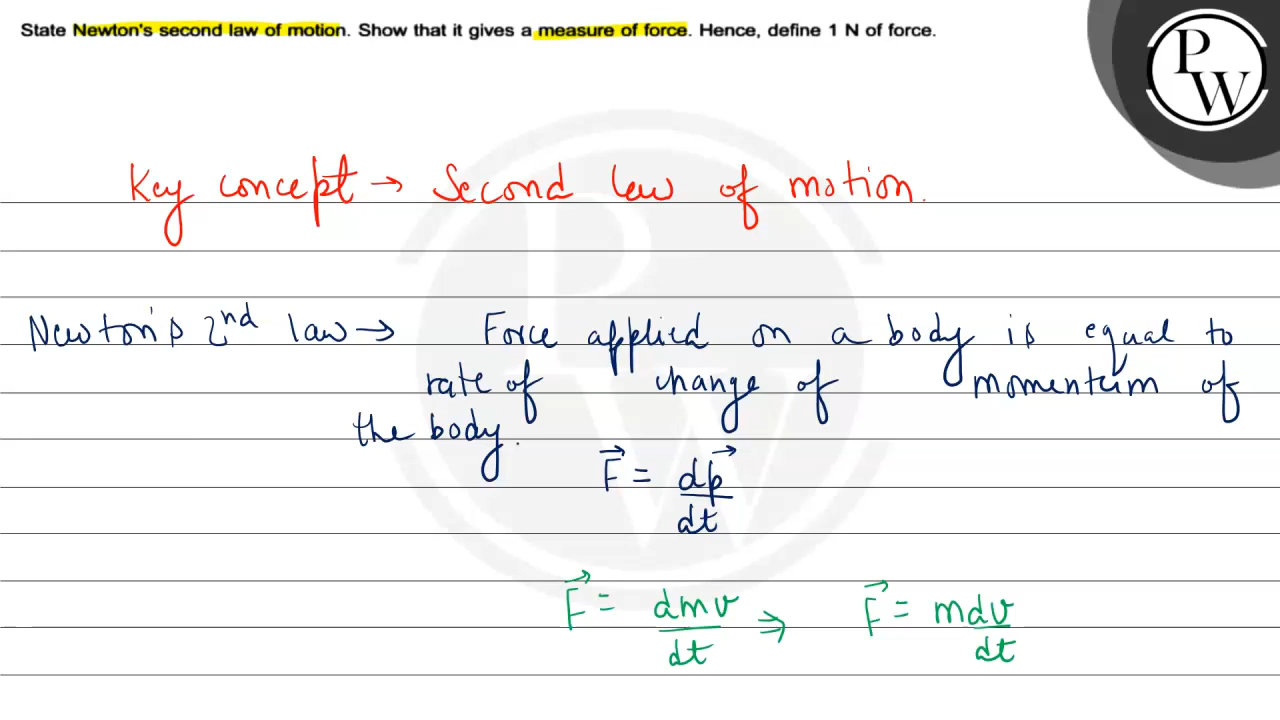 State Newton's second law of motion. Show that it gives a measure of force. Hence, define 1 N of force.
P
W
Key concept → Second law of motion.
Newton's 2nd law → Force applied on a body is equal to
rate of change of momentum of
the body.
F⃗ = dp⃗/dt
F⃗ = dmv/dt ⇒ F⃗ = mdv/dt